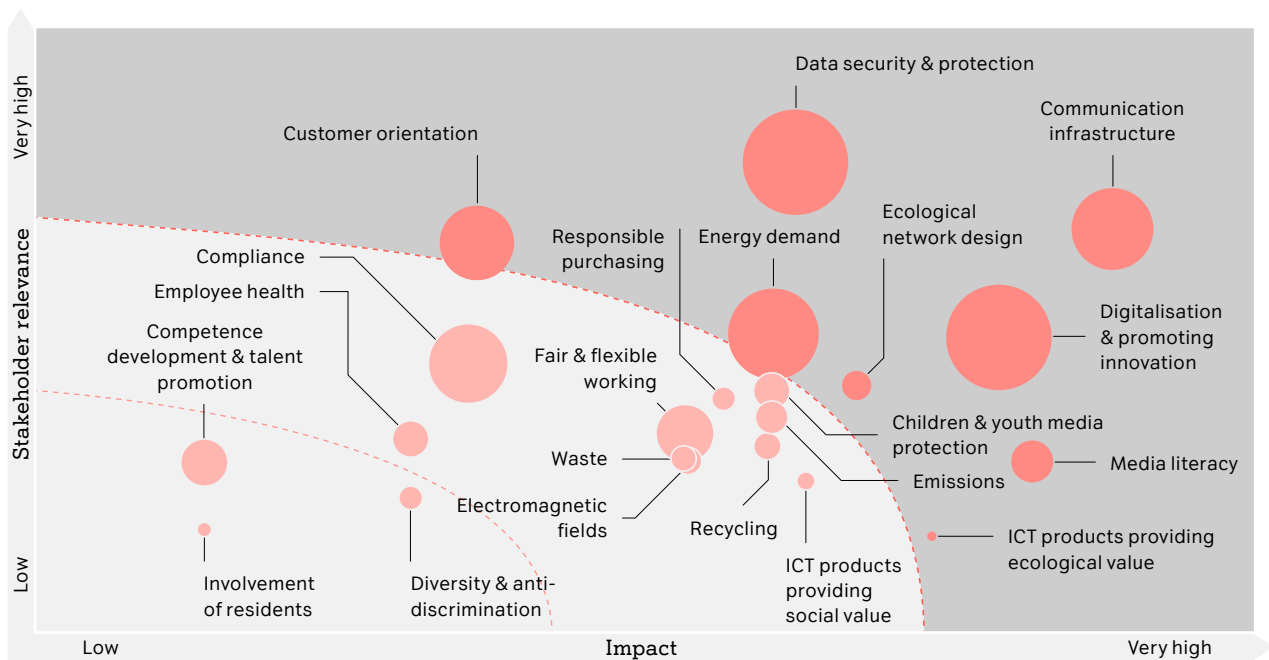 Data security & protection
Communication
infrastructure
Customer orientation
Very high
Ecological
network design
Responsible
purchasing
Energy demand
Compliance
Employee health
Stakeholder relevance
Competence
development & talent
promotion
Fair & flexible
working
Digitalisation
& promoting
innovation
Children & youth media
protection
Waste
Media literacy
Emissions
Electromagnetic
fields
Recycling
ICT products providing
ecological value
Low
Involvement
of residents
Diversity & anti-
discrimination
ICT products
providing
social value
Low
Impact
Very high